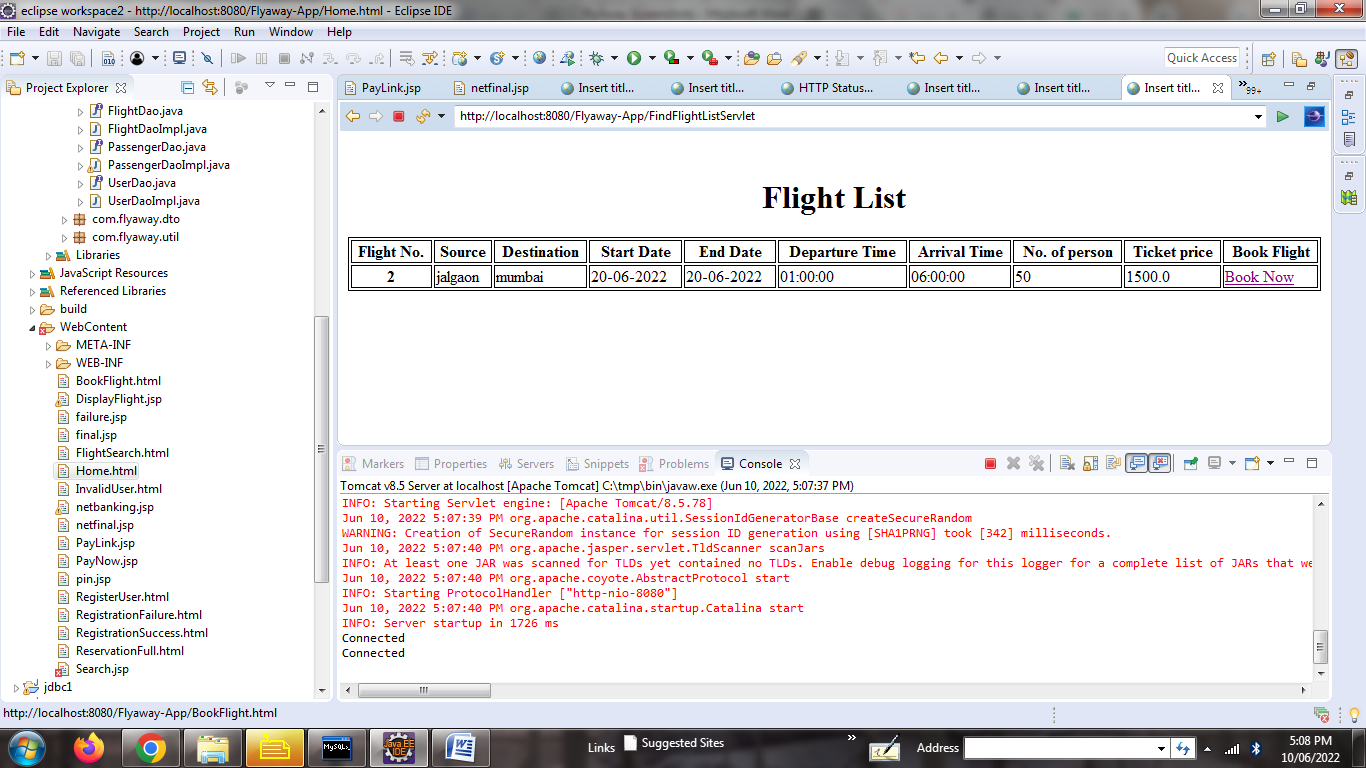 eclipse workspace2 - http://localhost:8080/Flyaway-App/Home.html - Eclipse IDE
File Edit Navigate Search Project Run Window Help
Quick Access
Project Explorer
FlightDao.java
FlightDaoImpl.java
PassengerDao.java
PassengerDaoImpl.java
UserDao.java
UserDaoImpl.java
com.flyaway.dto
com.flyaway.util
Libraries
JavaScript Resources
Referenced Libraries
build
WebContent
META-INF
WEB-INF
BookFlight.html
DisplayFlight.jsp
failure.jsp
final.jsp
FlightSearch.html
Home.html
InvalidUser.html
netbanking.jsp
netfinal.jsp
PayLink.jsp
PayNow.jsp
pin.jsp
RegisterUser.html
RegistrationFailure.html
RegistrationSuccess.html
ReservationFull.html
Search.jsp
jdbc1
PayLink.jsp netfinal.jsp Insert titl... Insert titl... HTTP Status... Insert titl... Insert titl... Insert titl... »99+
http://localhost:8080/Flyaway-App/FindFlightListServlet
Flight List
Flight No. Source Destination Start Date End Date Departure Time Arrival Time No. of person Ticket price Book Flight
2 jalgaon mumbai 20-06-2022 20-06-2022 01:00:00 06:00:00 50 1500.0 Book Now
Markers Properties Servers Snippets Problems Console
Tomcat v8.5 Server at localhost [Apache Tomcat] C:\tmp\bin\javaw.exe (Jun 10, 2022, 5:07:37 PM)
INFO: Starting Servlet engine: [Apache Tomcat/8.5.78]
Jun 10, 2022 5:07:39 PM org.apache.catalina.util.SessionIdGeneratorBase createSecureRandom
WARNING: Creation of SecureRandom instance for session ID generation using [SHA1PRNG] took [342] milliseconds.
Jun 10, 2022 5:07:40 PM org.apache.jasper.servlet.TldScanner scanJars
INFO: At least one JAR was scanned for TLDs yet contained no TLDs. Enable debug logging for this logger for a complete list of JARs that we
Jun 10, 2022 5:07:40 PM org.apache.coyote.AbstractProtocol start
INFO: Starting ProtocolHandler ["http-nio-8080"]
Jun 10, 2022 5:07:40 PM org.apache.catalina.startup.Catalina start
INFO: Server startup in 1726 ms
Connected
Connected
http://localhost:8080/Flyaway-App/BookFlight.html
MySQL
Java EE IDE
Links Suggested Sites » Address
5:08 PM
10/06/2022